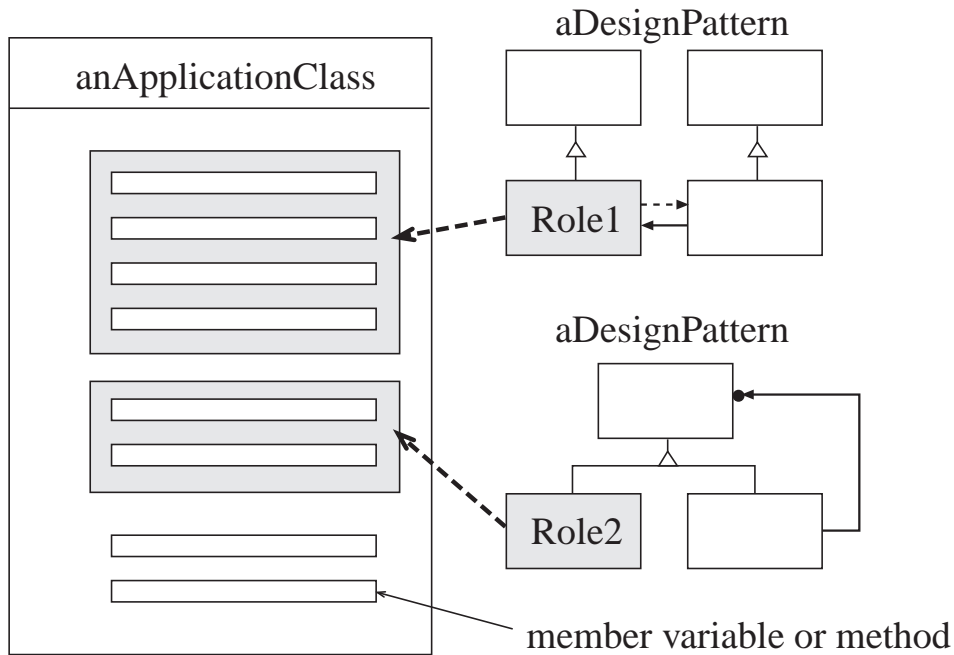 aDesignPattern
anApplicationClass
Role1
aDesignPattern
Role2
member variable or method